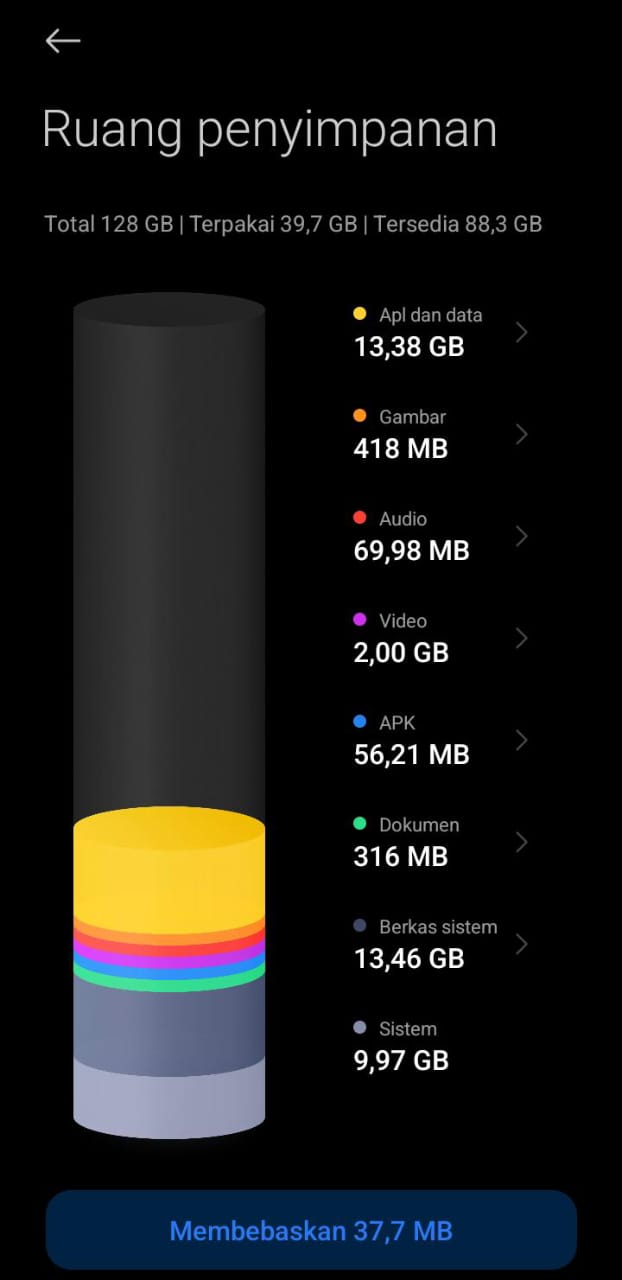 Ruang penyimpanan
Total 128 GB | Terpakai 39,7 GB | Tersedia 88,3 GB
Apl dan data
13,38 GB
Gambar
418 MB
Audio
69,98 MB
Video
2,00 GB
APK
56,21 MB
Dokumen
316 MB
Berkas sistem
13,46 GB
Sistem
9,97 GB
Membebaskan 37,7 MB